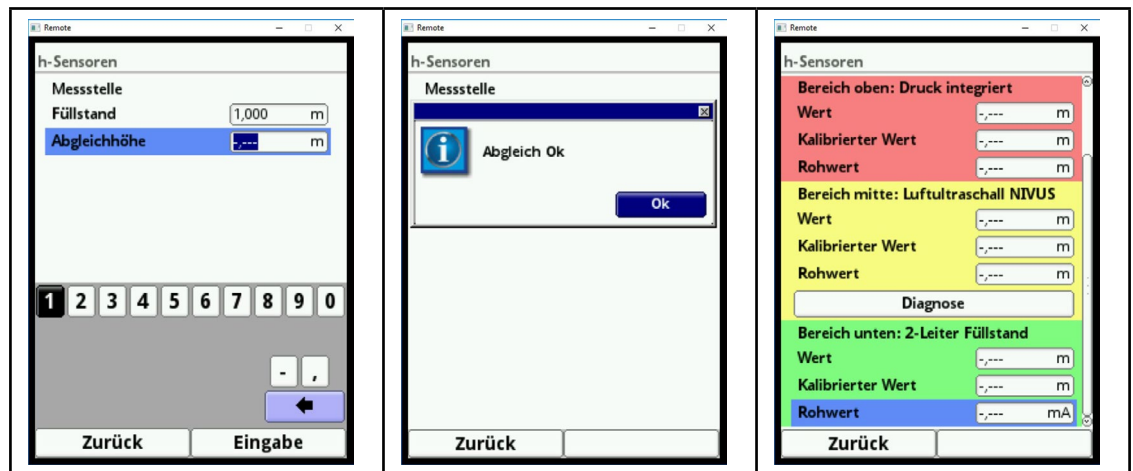 Remote
h-Sensoren
Messstelle
Füllstand 1,000 m
Abgleichhöhe -,--- m
1 2 3 4 5 6 7 8 9 0
- ,
Zurück Eingabe
Remote
h-Sensoren
Messstelle
Abgleich Ok
Ok
Zurück
Remote
h-Sensoren
Bereich oben: Druck integriert
Wert -,--- m
Kalibrierter Wert -,--- m
Rohwert -,--- m
Bereich mitte: Luftultraschall NIVUS
Wert -,--- m
Kalibrierter Wert -,--- m
Rohwert -,--- m
Diagnose
Bereich unten: 2-Leiter Füllstand
Wert -,--- m
Kalibrierter Wert -,--- m
Rohwert -,--- mA
Zurück